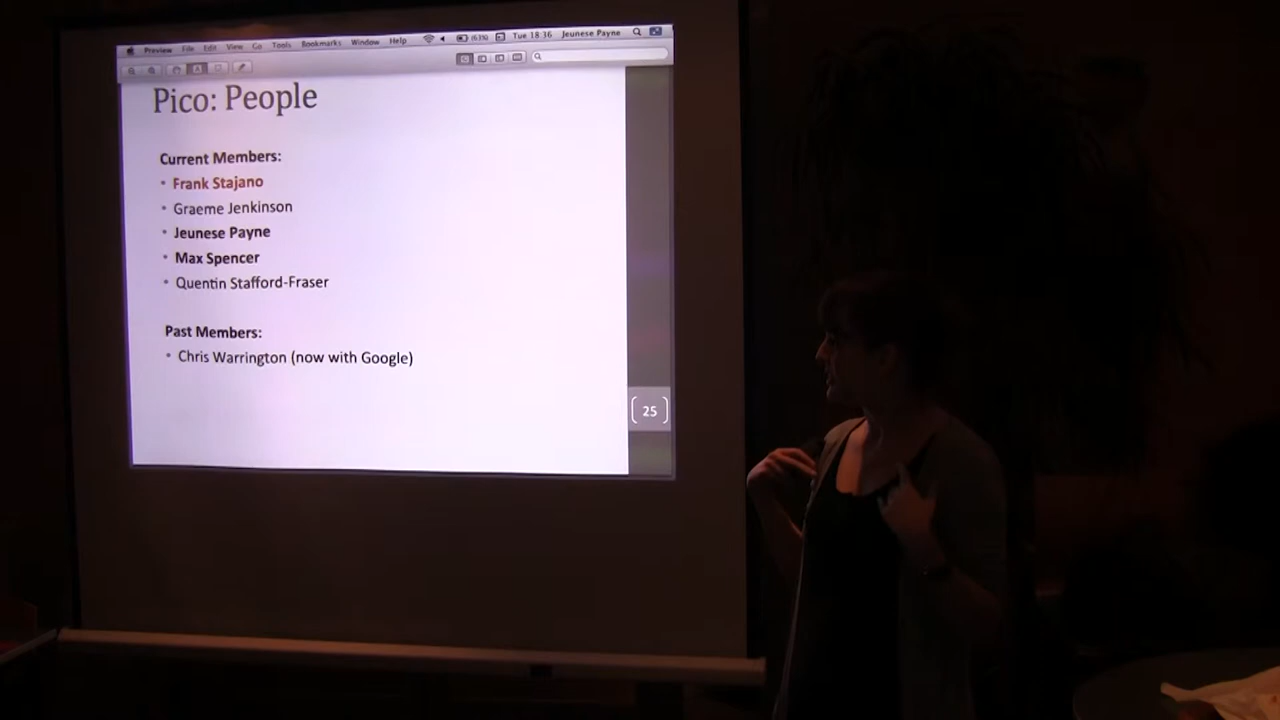 Preview File Edit View Go Tools Bookmarks Window Help (63%) Tue 18:36 Jeunese Payne
Pico: People
Current Members:
• Frank Stajano
• Graeme Jenkinson
• Jeunese Payne
• Max Spencer
• Quentin Stafford-Fraser
Past Members:
• Chris Warrington (now with Google)
25